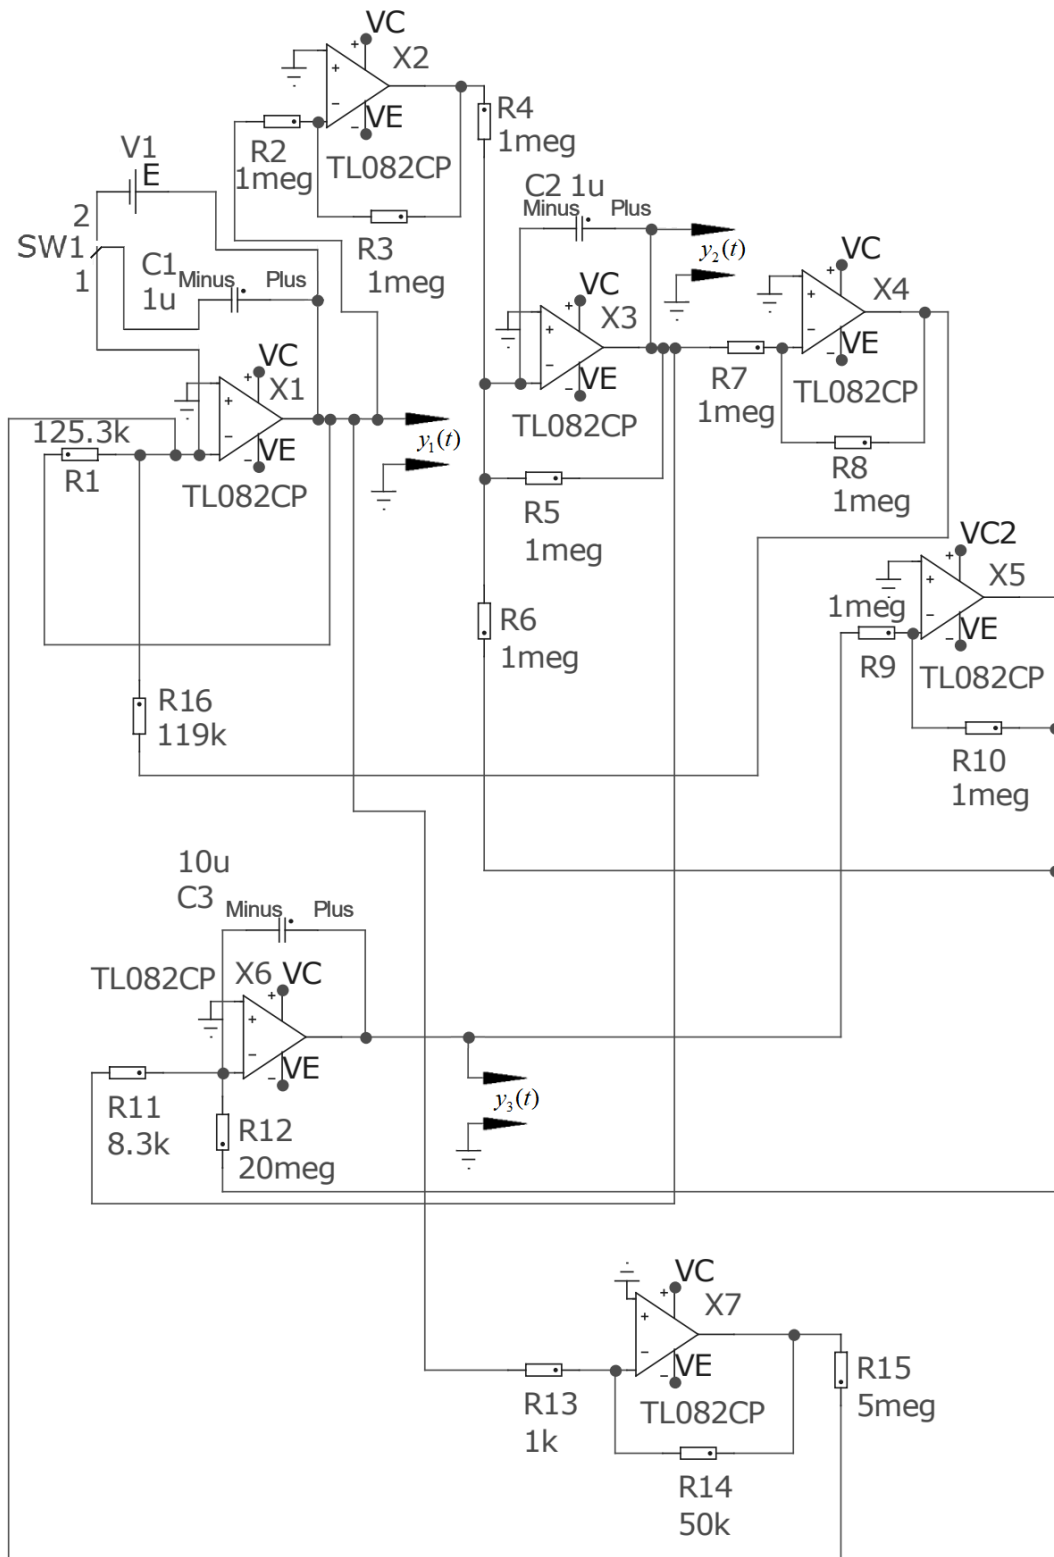 VC
X2
VE
TL082CP
R2
1meg
R3
1meg
R4
1meg
V1
E
2
SW1
1
C1
1u
Minus
Plus
C2 1u
Minus
Plus
y₂(t)
VC
X3
VE
TL082CP
VC
X4
VE
TL082CP
R7
1meg
R8
1meg
VC
X1
VE
TL082CP
125.3k
R1
y₁(t)
R5
1meg
R6
1meg
VC2
X5
1meg
VE
R9
TL082CP
R10
1meg
R16
119k
10u
C3
Minus
Plus
TL082CP
X6
VC
VE
R11
8.3k
R12
20meg
y₃(t)
VC
X7
VE
TL082CP
R13
1k
R14
50k
R15
5meg